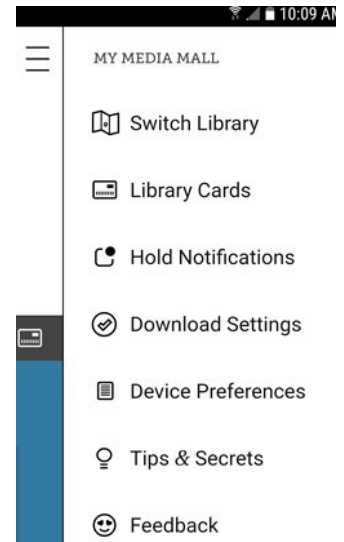 10:09 AM
MY MEDIA MALL
Switch Library
Library Cards
Hold Notifications
Download Settings
Device Preferences
Tips & Secrets
Feedback